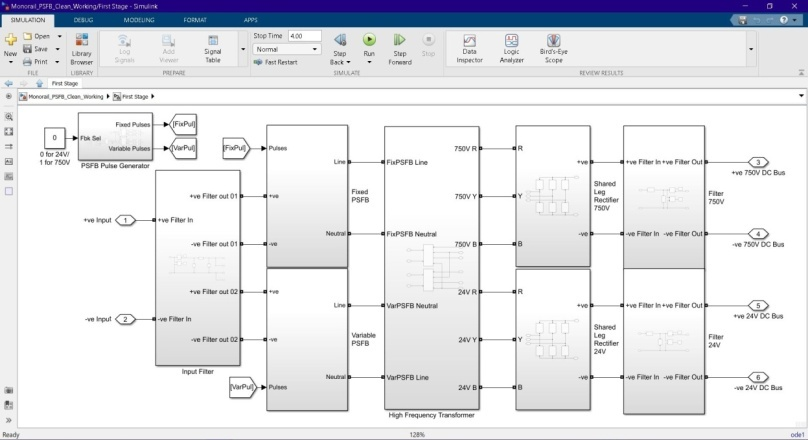 Monorail_PSFB_Clean_Working/First Stage - Simulink
SIMULATION DEBUG MODELING FORMAT APPS
New
Open
Save
Print
FILE
Library Browser
LIBRARY
Log Signals
Add Viewer
Signal Table
PREPARE
Stop Time 4.00
Normal
Fast Restart
Step Back
Run
Step Forward
Stop
SIMULATE
Data Inspector
Logic Analyzer
Bird's-Eye Scope
REVIEW RESULTS
First Stage
Monorail_PSFB_Clean_Working First Stage
0
0 for 24V/
1 for 750V
Fbk Sel
Fixed Pulses
Variable Pulses
PSFB Pulse Generator
[FixPul]
[VarPul]
[FixPul]
Pulses
Line
+ve
-ve
Neutral
Fixed
PSFB
+ve Input
1
-ve Input
2
+ve Filter In
-ve Filter In
+ve Filter out 01
-ve Filter out 01
+ve Filter out 02
-ve Filter out 02
Input Filter
+ve
-ve
Line
Neutral
Pulses
[VarPul]
Variable
PSFB
FixPSFB Line
FixPSFB Neutral
VarPSFB Neutral
VarPSFB Line
750V R
750V Y
750V B
24V R
24V Y
24V B
High Frequency Transformer
R
Y
B
+ve
-ve
Shared
Leg
Rectifier
750V
+ve Filter In +ve Filter Out
-ve Filter In -ve Filter Out
Filter
750V
3
+ve 750V DC Bus
4
-ve 750V DC Bus
R
Y
B
+ve
-ve
Shared
Leg
Rectifier
24V
+ve Filter In +ve Filter Out
-ve Filter In -ve Filter Out
Filter
24V
5
+ve 24V DC Bus
6
-ve 24V DC Bus
Ready 128% ode1